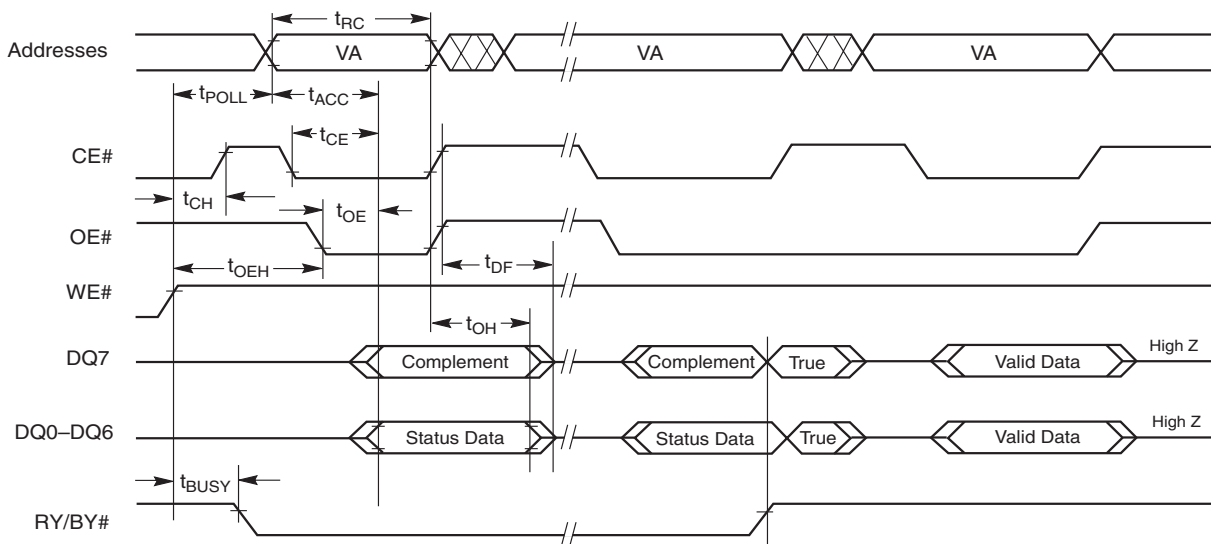 tRC
Addresses VA VA VA
tPOLL tACC
tCE
CE#
tCH
tOE
OE#
tOEH tDF
WE#
tOH
DQ7 Complement Complement True Valid Data High Z
DQ0–DQ6 Status Data Status Data True Valid Data High Z
tBUSY
RY/BY#